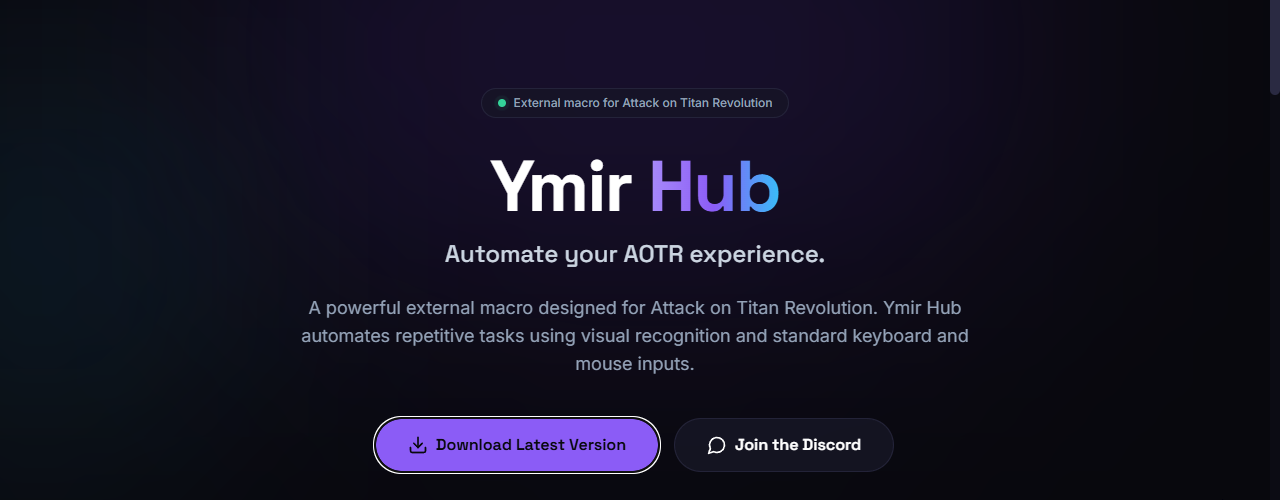 External macro for Attack on Titan Revolution
Ymir Hub
Automate your AOTR experience.
A powerful external macro designed for Attack on Titan Revolution. Ymir Hub
automates repetitive tasks using visual recognition and standard keyboard and
mouse inputs.
Download Latest Version
Join the Discord